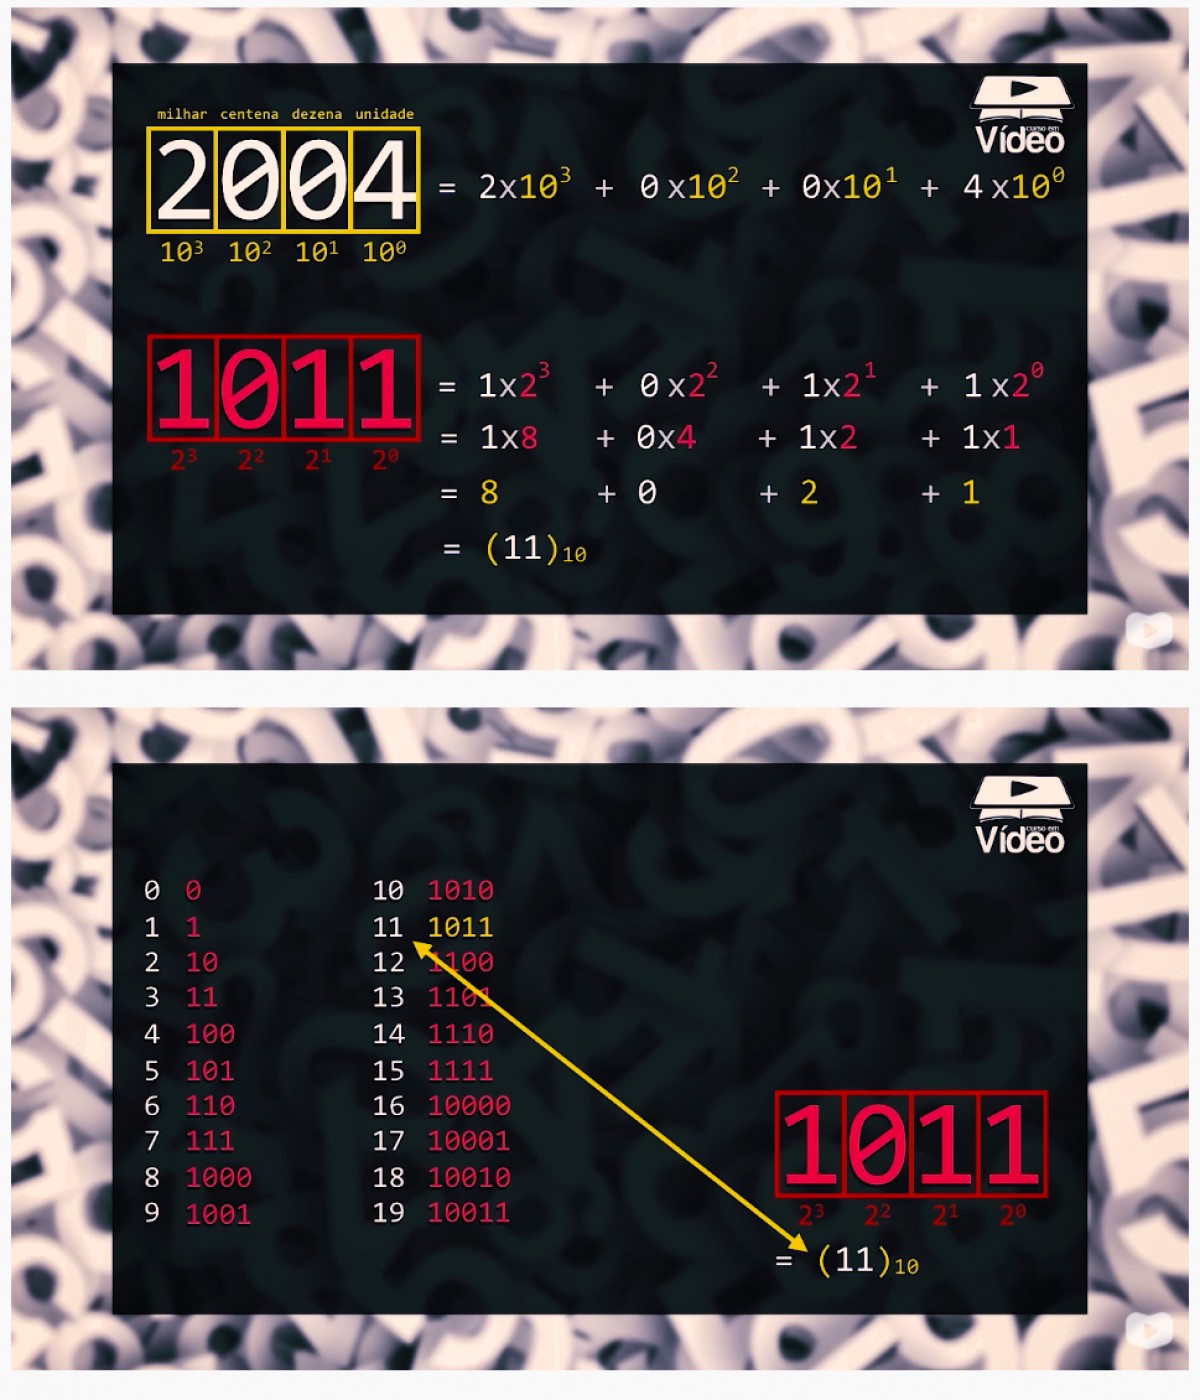 milhar centena dezena unidade
2004 = 2x10³ + 0x10² + 0x10¹ + 4x10⁰
10³ 10² 10¹ 10⁰
curso em
Vídeo
1011 = 1x2³ + 0x2² + 1x2¹ + 1x2⁰
2³ 2² 2¹ 2⁰
= 1x8 + 0x4 + 1x2 + 1x1
= 8 + 0 + 2 + 1
= (11)₁₀
curso em
Vídeo
0 0
1 1
2 10
3 11
4 100
5 101
6 110
7 111
8 1000
9 1001
10 1010
11 1011
12 1100
13 1101
14 1110
15 1111
16 10000
17 10001
18 10010
19 10011
1011
2³ 2² 2¹ 2⁰
= (11)₁₀